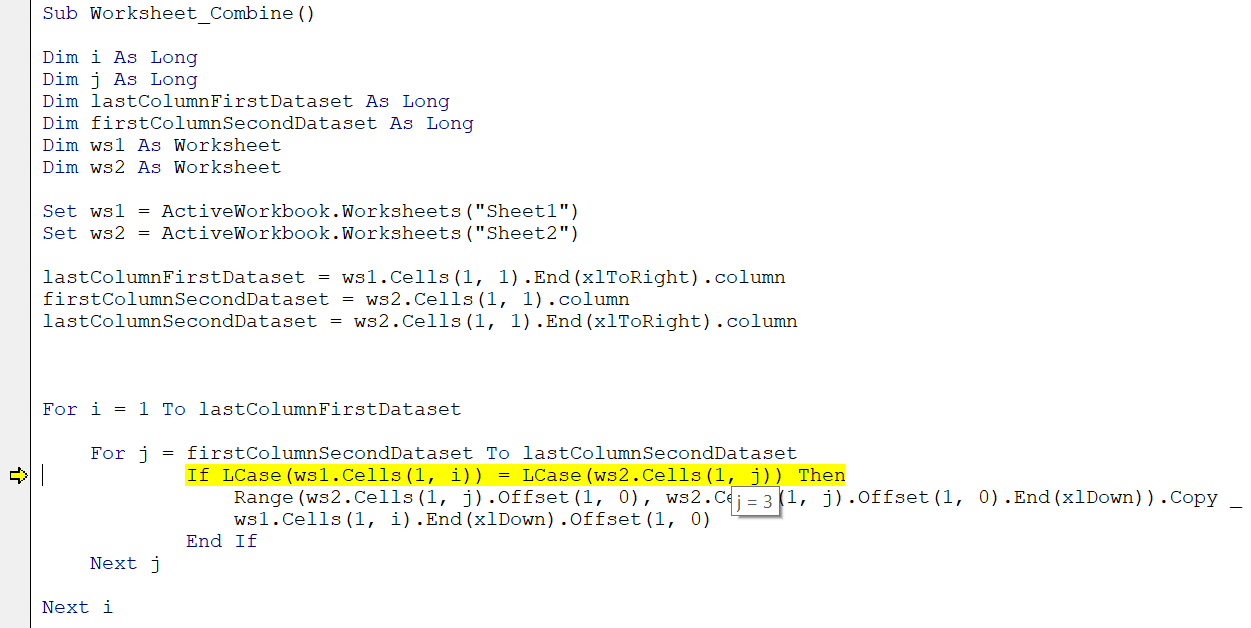 Sub Worksheet_Combine()
Dim i As Long
Dim j As Long
Dim lastColumnFirstDataset As Long
Dim firstColumnSecondDataset As Long
Dim ws1 As Worksheet
Dim ws2 As Worksheet
Set ws1 = ActiveWorkbook.Worksheets("Sheet1")
Set ws2 = ActiveWorkbook.Worksheets("Sheet2")
lastColumnFirstDataset = ws1.Cells(1, 1).End(xlToRight).column
firstColumnSecondDataset = ws2.Cells(1, 1).column
lastColumnSecondDataset = ws2.Cells(1, 1).End(xlToRight).column
For i = 1 To lastColumnFirstDataset
For j = firstColumnSecondDataset To lastColumnSecondDataset
If LCase(ws1.Cells(1, i)) = LCase(ws2.Cells(1, j)) Then
Range(ws2.Cells(1, j).Offset(1, 0), ws2.Ce j = 3 (1, j).Offset(1, 0).End(xlDown)).Copy _
ws1.Cells(1, i).End(xlDown).Offset(1, 0)
End If
Next j
Next i